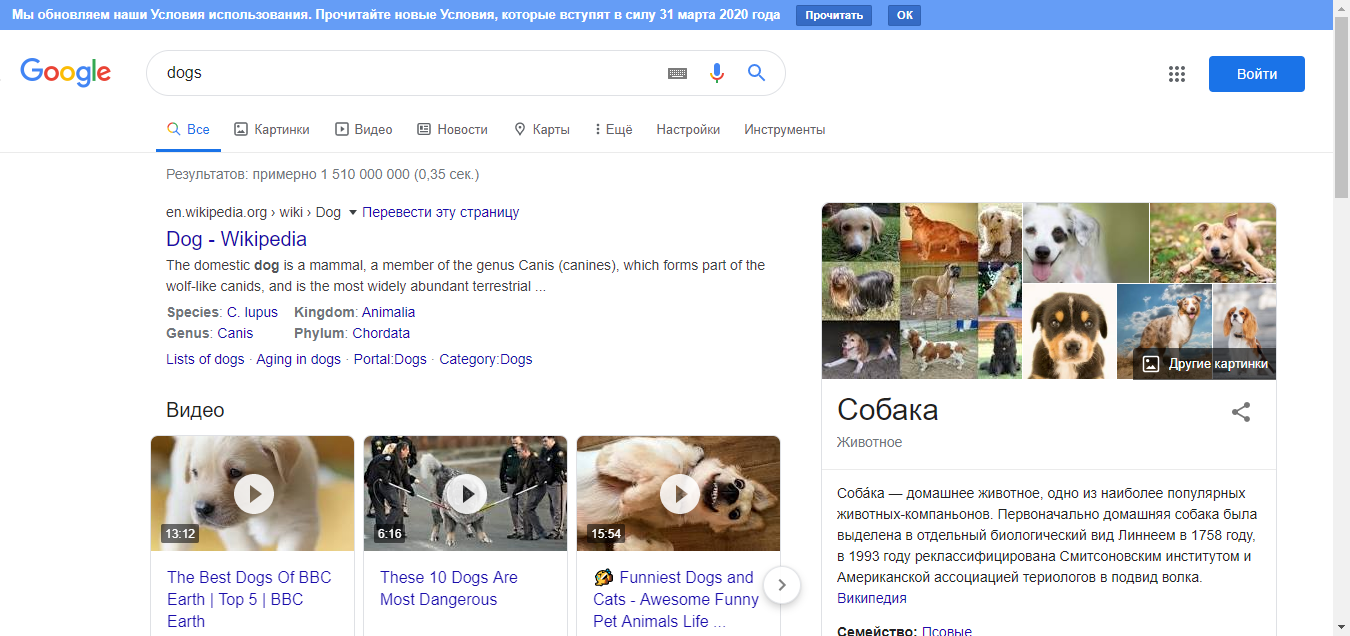 Мы обновляем наши Условия использования. Прочитайте новые Условия, которые вступят в силу 31 марта 2020 года Прочитать ОК
Google
dogs
Войти
Все Картинки Видео Новости Карты Ещё Настройки Инструменты
Результатов: примерно 1 510 000 000 (0,35 сек.)
en.wikipedia.org › wiki › Dog Перевести эту страницу
Dog - Wikipedia
The domestic dog is a mammal, a member of the genus Canis (canines), which forms part of the
wolf-like canids, and is the most widely abundant terrestrial ...
Species: C. lupus Kingdom: Animalia
Genus: Canis Phylum: Chordata
Lists of dogs · Aging in dogs · Portal:Dogs · Category:Dogs
Видео
13:12
The Best Dogs Of BBC
Earth | Top 5 | BBC
Earth
6:16
These 10 Dogs Are
Most Dangerous
15:54
Funniest Dogs and
Cats - Awesome Funny
Pet Animals Life ...
Другие картинки
Собака
Животное
Соба́ка — домашнее животное, одно из наиболее популярных
животных-компаньонов. Первоначально домашняя собака была
выделена в отдельный биологический вид Линнеем в 1758 году,
в 1993 году реклассифицирована Смитсоновским институтом и
Американской ассоциацией териологов в подвид волка.
Википедия
Семейство: Псовые